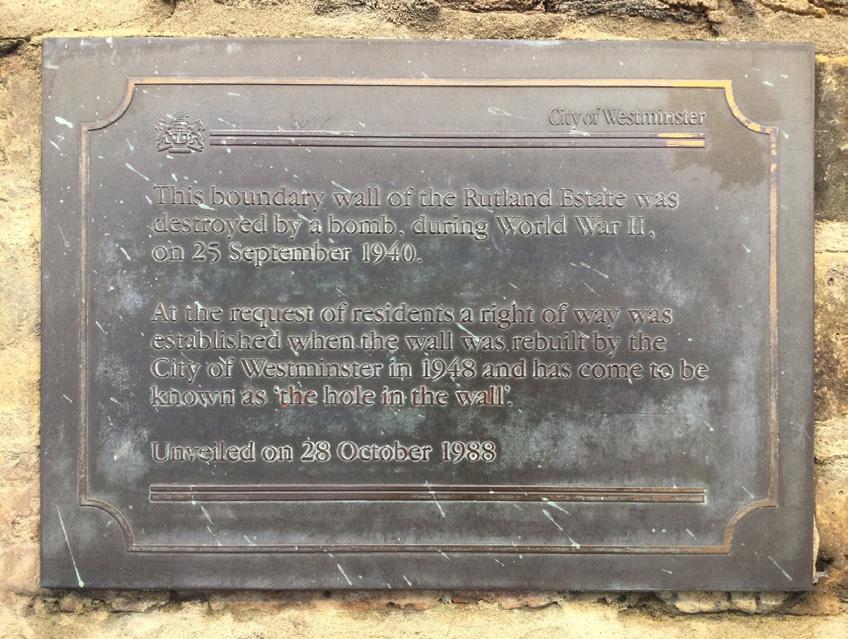 City of Westminster
This boundary wall of the Rutland Estate was
destroyed by a bomb, during World War II,
on 25 September 1940.
At the request of residents a right of way was
established when the wall was rebuilt by the
City of Westminster in 1948 and has come to be
known as 'the hole in the wall'.
Unveiled on 28 October 1988